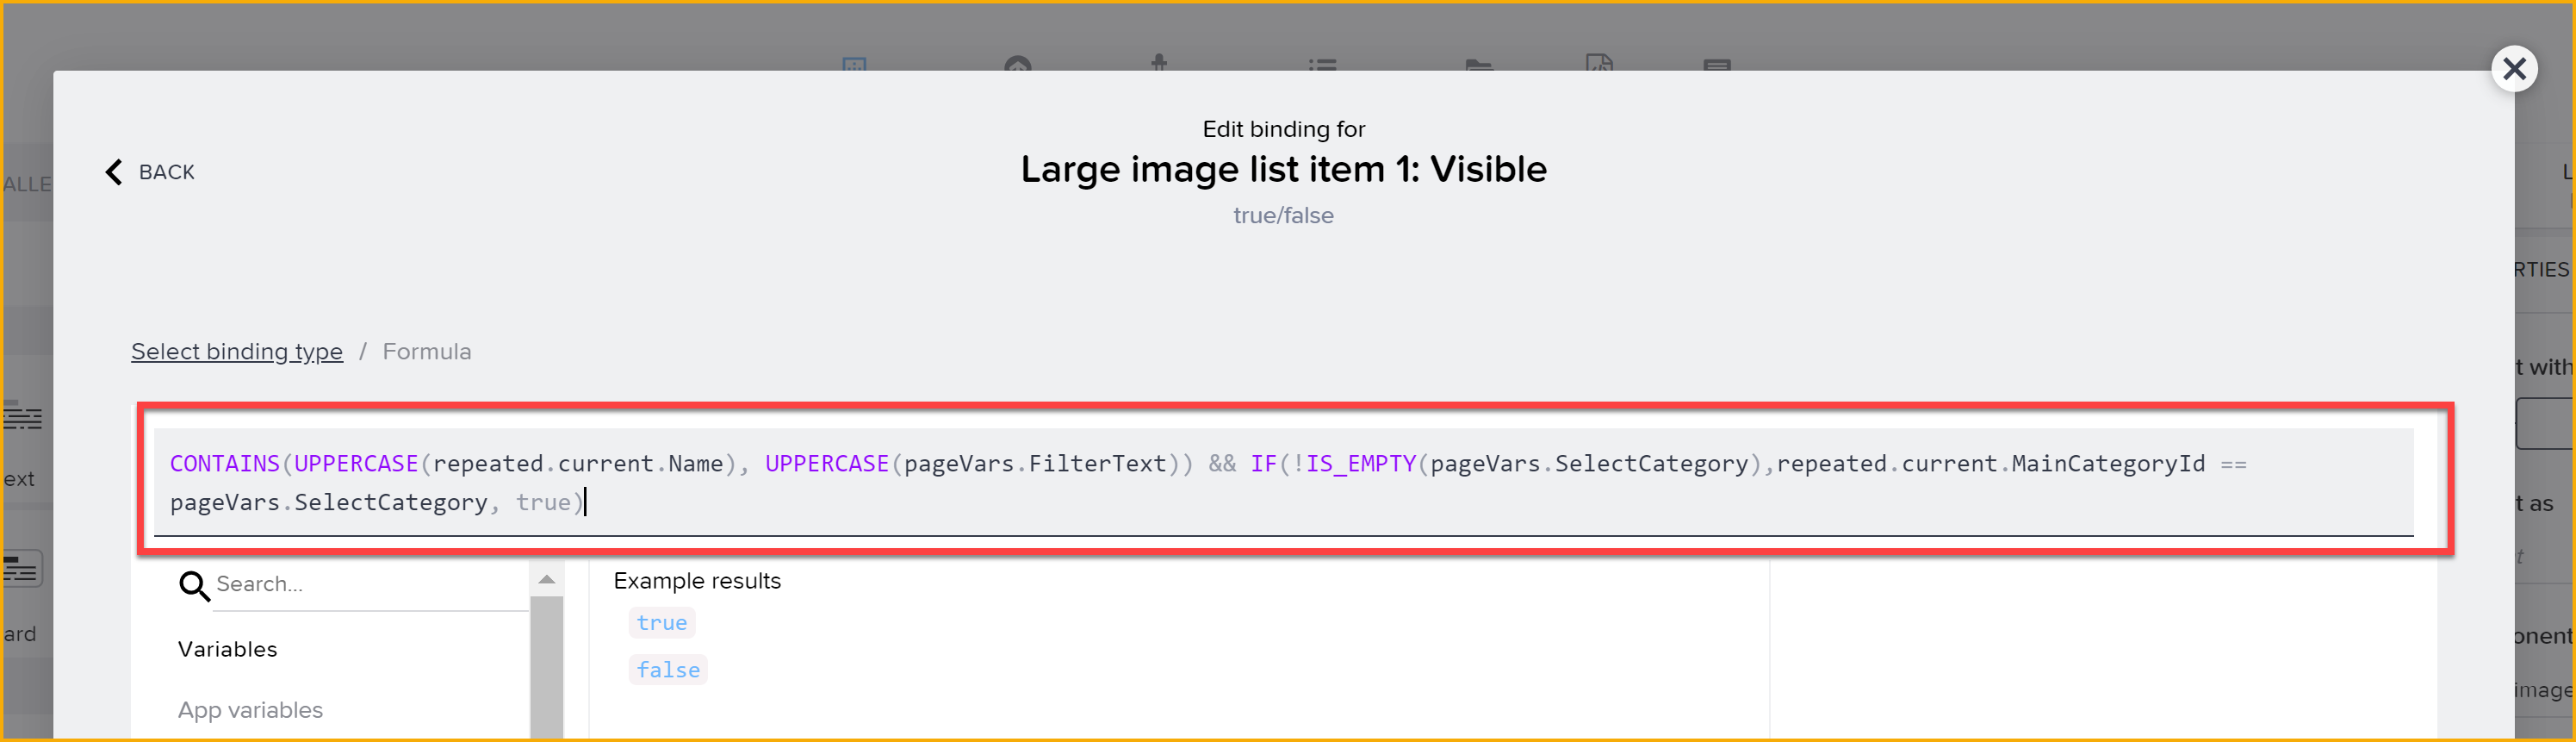 Edit binding for
BACK
Large image list item 1: Visible
true/false
ALLE
RTIES
Select binding type / Formula
t with
CONTAINS(UPPERCASE(repeated.current.Name), UPPERCASE(pageVars.FilterText)) && IF(!IS_EMPTY(pageVars.SelectCategory),repeated.current.MainCategoryId ==
pageVars.SelectCategory, true)
ext
t as
Search...
Example results
true
ard
onent
Variables
false
image
App variables